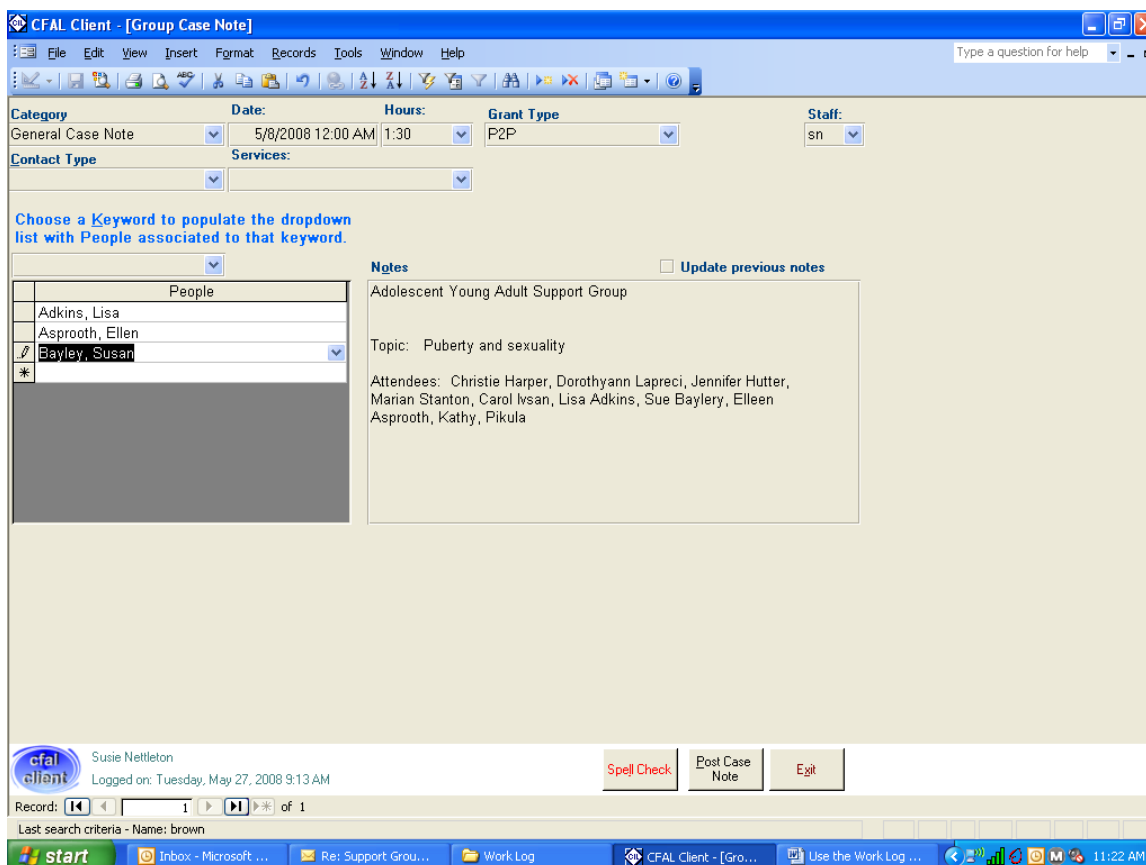 CFAL Client - [Group Case Note]
File Edit View Insert Format Records Tools Window Help
Type a question for help
Category Date: Hours: Grant Type Staff:
General Case Note 5/8/2008 12:00 AM 1:30 P2P sn
Contact Type Services:
Choose a Keyword to populate the dropdown
list with People associated to that keyword.
Notes Update previous notes
People
Adkins, Lisa
Asprooth, Ellen
Bayley, Susan
Adolescent Young Adult Support Group
Topic: Puberty and sexuality
Attendees: Christie Harper, Dorothyann Lapreci, Jennifer Hutter,
Marian Stanton, Carol Ivsan, Lisa Adkins, Sue Baylery, Elleen
Asprooth, Kathy, Pikula
cfal
client
Susie Nettleton
Logged on: Tuesday, May 27, 2008 9:13 AM
Spell Check
Post Case
Note
Exit
Record: 1 of 1
Last search criteria - Name: brown
start Inbox - Microsoft ... Re: Support Grou... Work Log CFAL Client - [Gro... Use the Work Log ... 11:22 AM